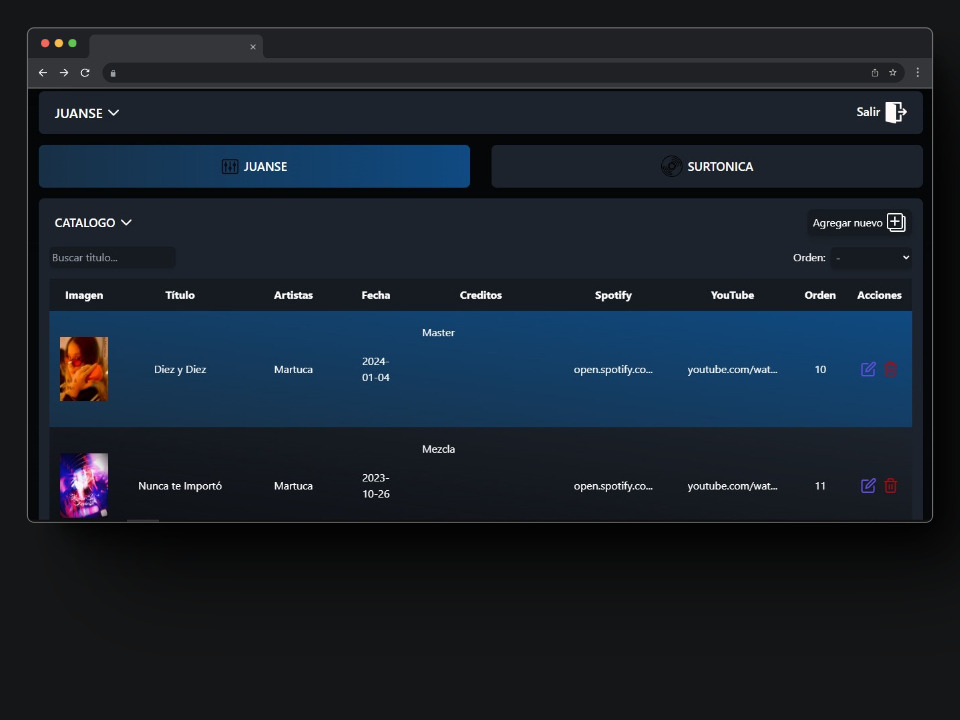 JUANSE
Salir
JUANSE
SURTONICA
CATALOGO
Agregar nuevo
Buscar título...
Orden: -
Imagen Título Artistas Fecha Creditos Spotify YouTube Orden Acciones
Master
Diez y Diez Martuca 2024-
01-04 open.spotify.co... youtube.com/wat... 10
Mezcla
Nunca te Importó Martuca 2023-
10-26 open.spotify.co... youtube.com/wat... 11